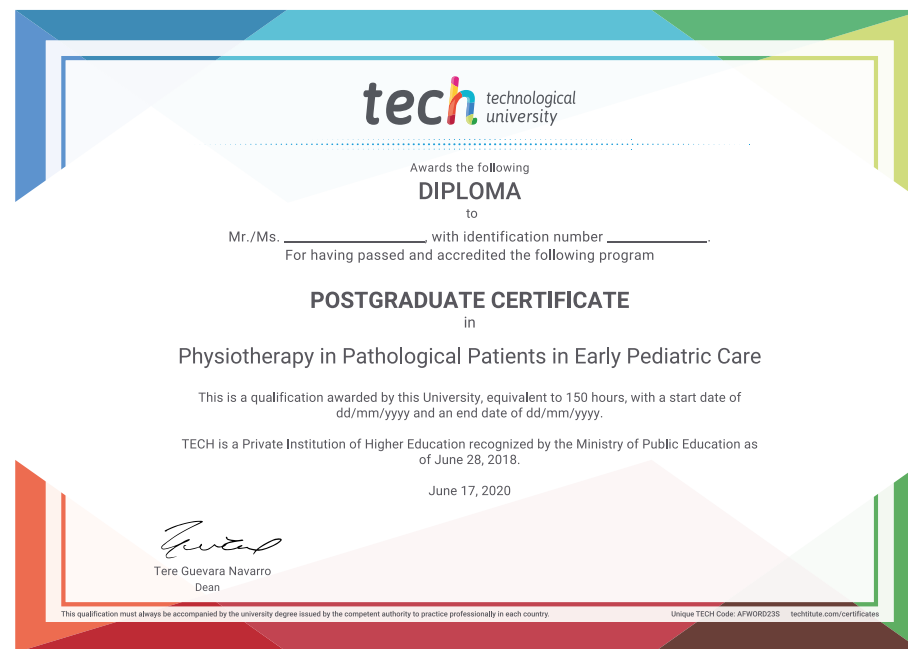 tech technological
university
Awards the following
DIPLOMA
to
Mr./Ms. ____________________, with identification number ______________.
For having passed and accredited the following program
POSTGRADUATE CERTIFICATE
in
Physiotherapy in Pathological Patients in Early Pediatric Care
This is a qualification awarded by this University, equivalent to 150 hours, with a start date of
dd/mm/yyyy and an end date of dd/mm/yyyy.
TECH is a Private Institution of Higher Education recognized by the Ministry of Public Education as
of June 28, 2018.
June 17, 2020
Tere Guevara Navarro
Dean
This qualification must always be accompanied by the university degree issued by the competent authority to practice professionally in each country. Unique TECH Code: AFWORD23S techtitute.com/certificates